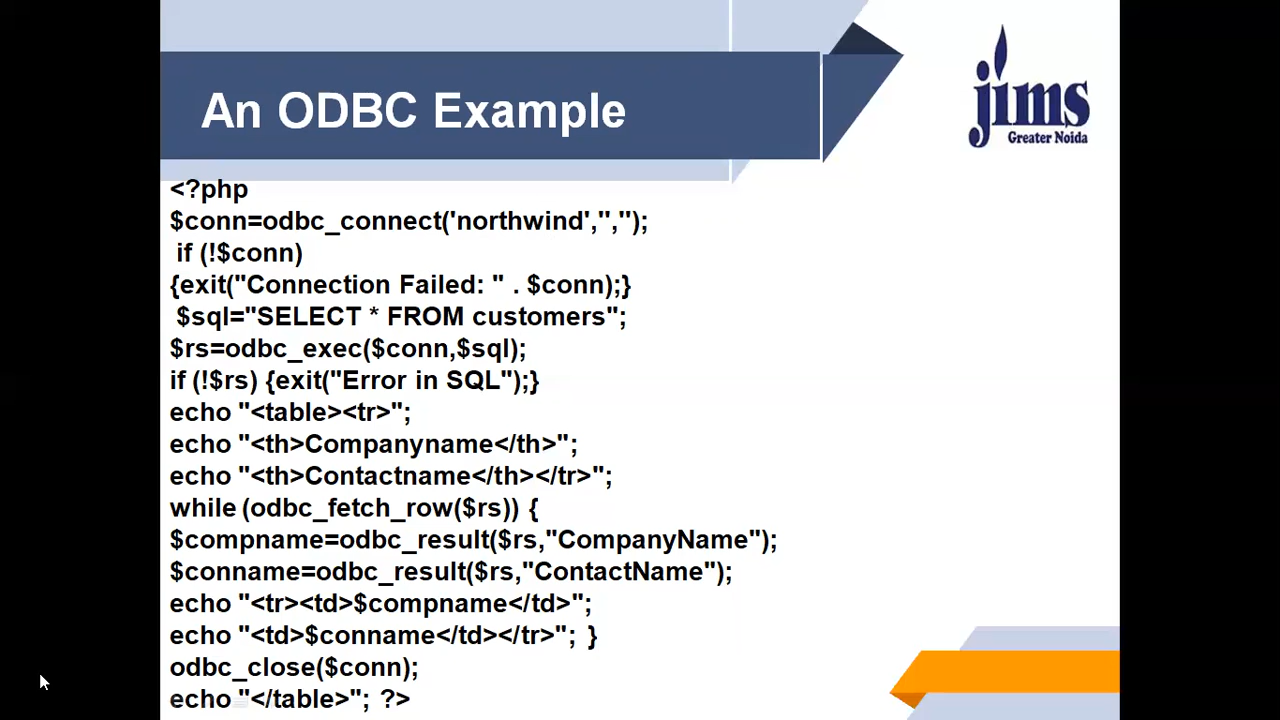 An ODBC Example
jims
Greater Noida
<?php
$conn=odbc_connect('northwind','','');
if (!$conn)
{exit("Connection Failed: " . $conn);}
$sql="SELECT * FROM customers";
$rs=odbc_exec($conn,$sql);
if (!$rs) {exit("Error in SQL");}
echo "<table><tr>";
echo "<th>Companyname</th>";
echo "<th>Contactname</th></tr>";
while (odbc_fetch_row($rs)) {
$compname=odbc_result($rs,"CompanyName");
$conname=odbc_result($rs,"ContactName");
echo "<tr><td>$compname</td>";
echo "<td>$conname</td></tr>"; }
odbc_close($conn);
echo "</table>"; ?>